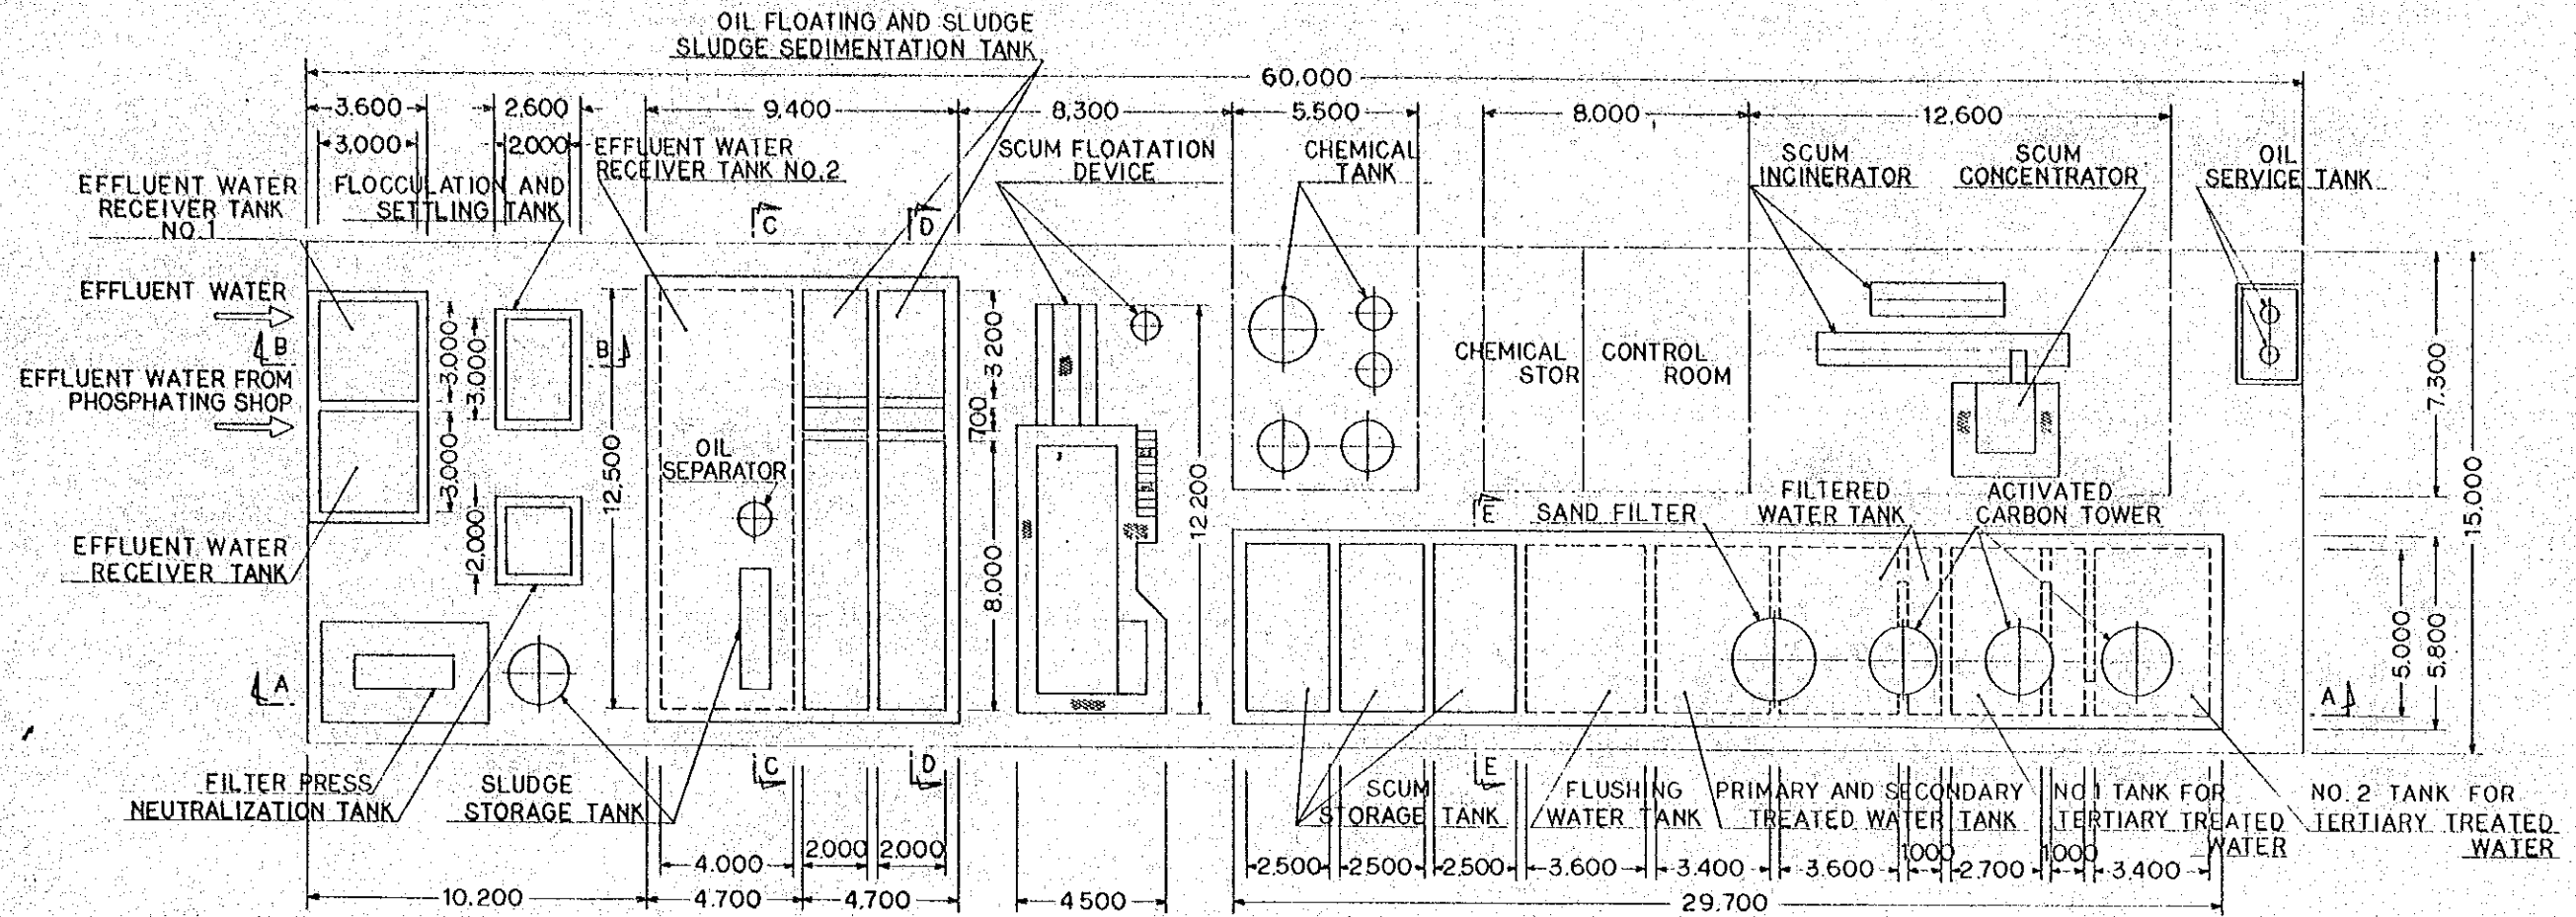 OIL FLOATING AND SLUDGE
SLUDGE SEDIMENTATION TANK
60.000
3.600
2.600
9.400
8.300
5.500
8.000
12.600
3.000
2.000
EFFLUENT WATER
RECEIVER TANK NO.2
SCUM FLOATATION
DEVICE
CHEMICAL
TANK
SCUM
INCINERATOR
SCUM
CONCENTRATOR
OIL
SERVICE TANK
EFFLUENT WATER
RECEIVER TANK
NO.1
FLOCCULATION AND
SETTLING TANK
C
D
EFFLUENT WATER
B
B
EFFLUENT WATER FROM
PHOSPHATING SHOP
3.000
3.000
3.000
2.000
12.500
OIL
SEPARATOR
3.200
700
8.000
12.200
CHEMICAL
STOR
CONTROL
ROOM
7.300
15.000
5.000
5.800
E
SAND FILTER
FILTERED
WATER TANK
ACTIVATED
CARBON TOWER
EFFLUENT WATER
RECEIVER TANK
A
A
FILTER PRESS
NEUTRALIZATION TANK
SLUDGE
STORAGE TANK
C
D
E
SCUM
STORAGE TANK
FLUSHING
WATER TANK
PRIMARY AND SECONDARY
TREATED WATER TANK
NO.1 TANK FOR
TERTIARY TREATED
WATER
NO.2 TANK FOR
TERTIARY TREATED
WATER
4.000
2000
2.000
2.500
2500
2.500
3.600
3.400
3.600
1000
2.700
1000
3.400
10.200
4.700
4.700
4500
29.700